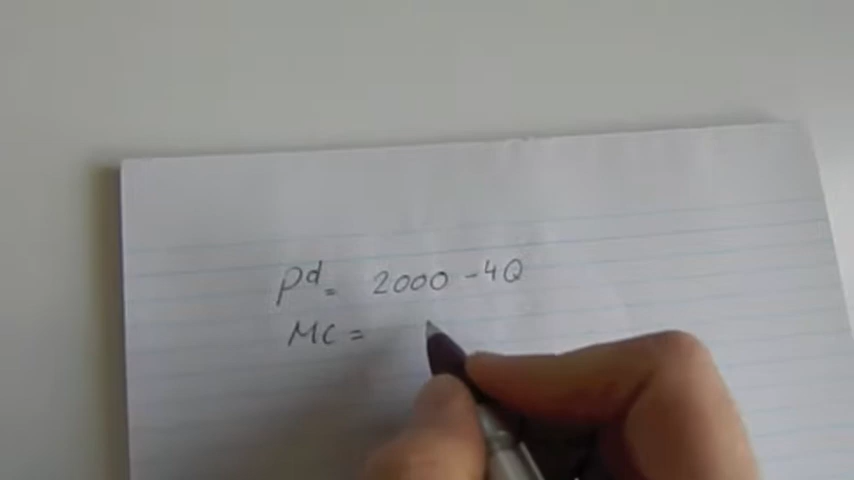 Pd = 2000 - 4Q
MC =